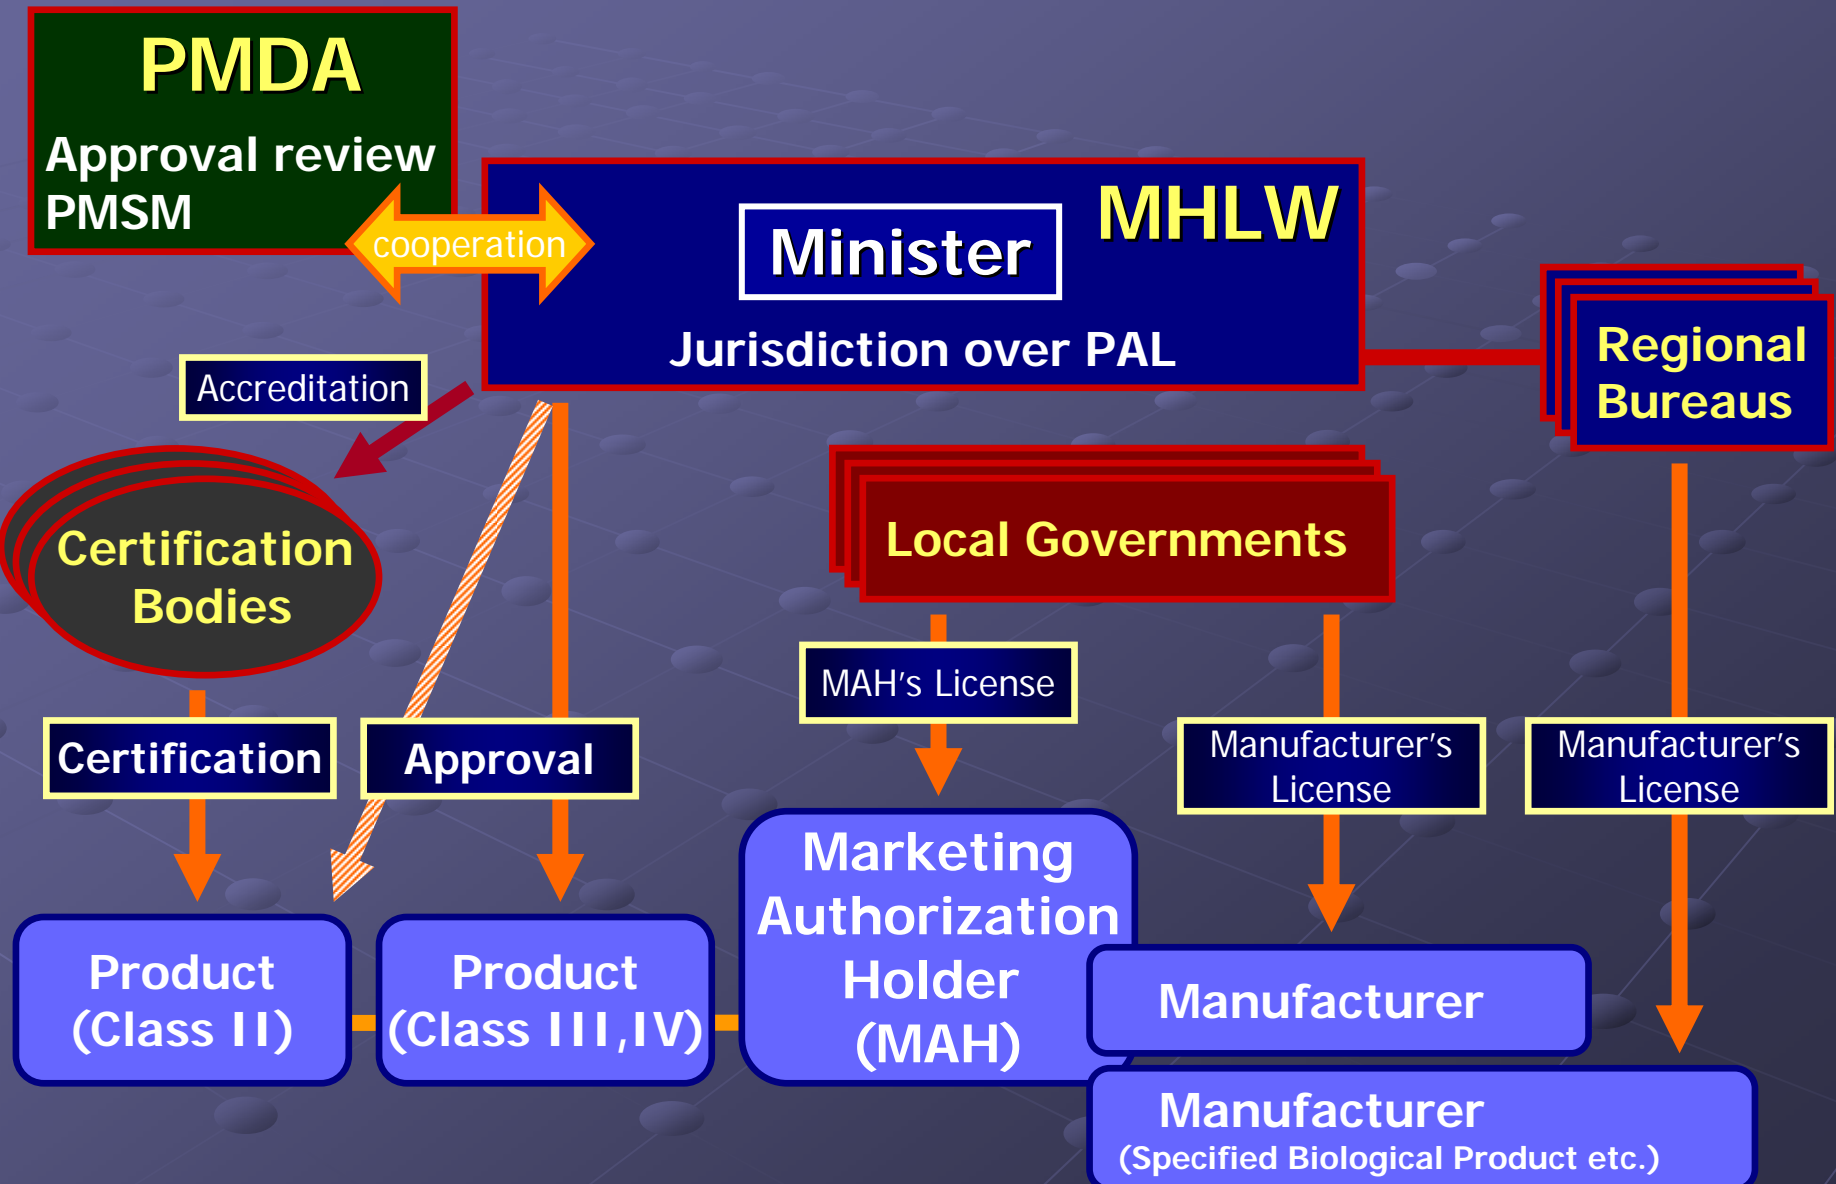 PMDA
Approval review
PMSM
cooperation
MHLW
Minister
Jurisdiction over PAL
Regional
Bureaus
Accreditation
Certification
Bodies
Local Governments
MAH's License
Certification
Approval
Manufacturer's
License
Manufacturer's
License
Product
(Class II)
Product
(Class III,IV)
Marketing
Authorization
Holder
(MAH)
Manufacturer
Manufacturer
(Specified Biological Product etc.)